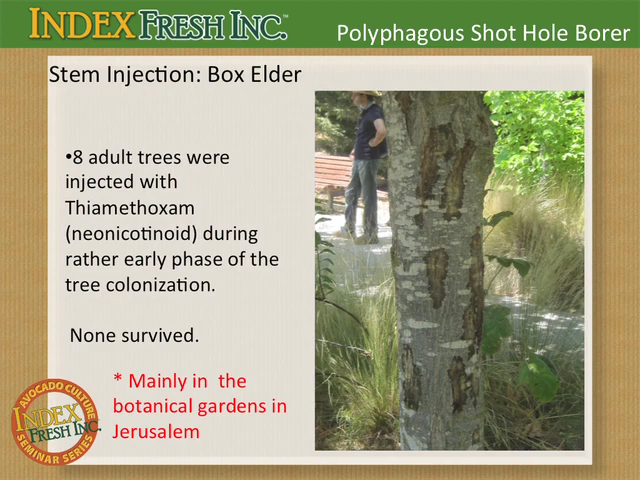 INDEX FRESH INC.™
Polyphagous Shot Hole Borer
Stem Injection: Box Elder
•8 adult trees were
injected with
Thiamethoxam
(neonicotinoid) during
rather early phase of the
tree colonization.
None survived.
* Mainly in the
botanical gardens in
Jerusalem
AVOCADO CULTURE
INDEX
FRESH INC.
SEMINAR SERIES